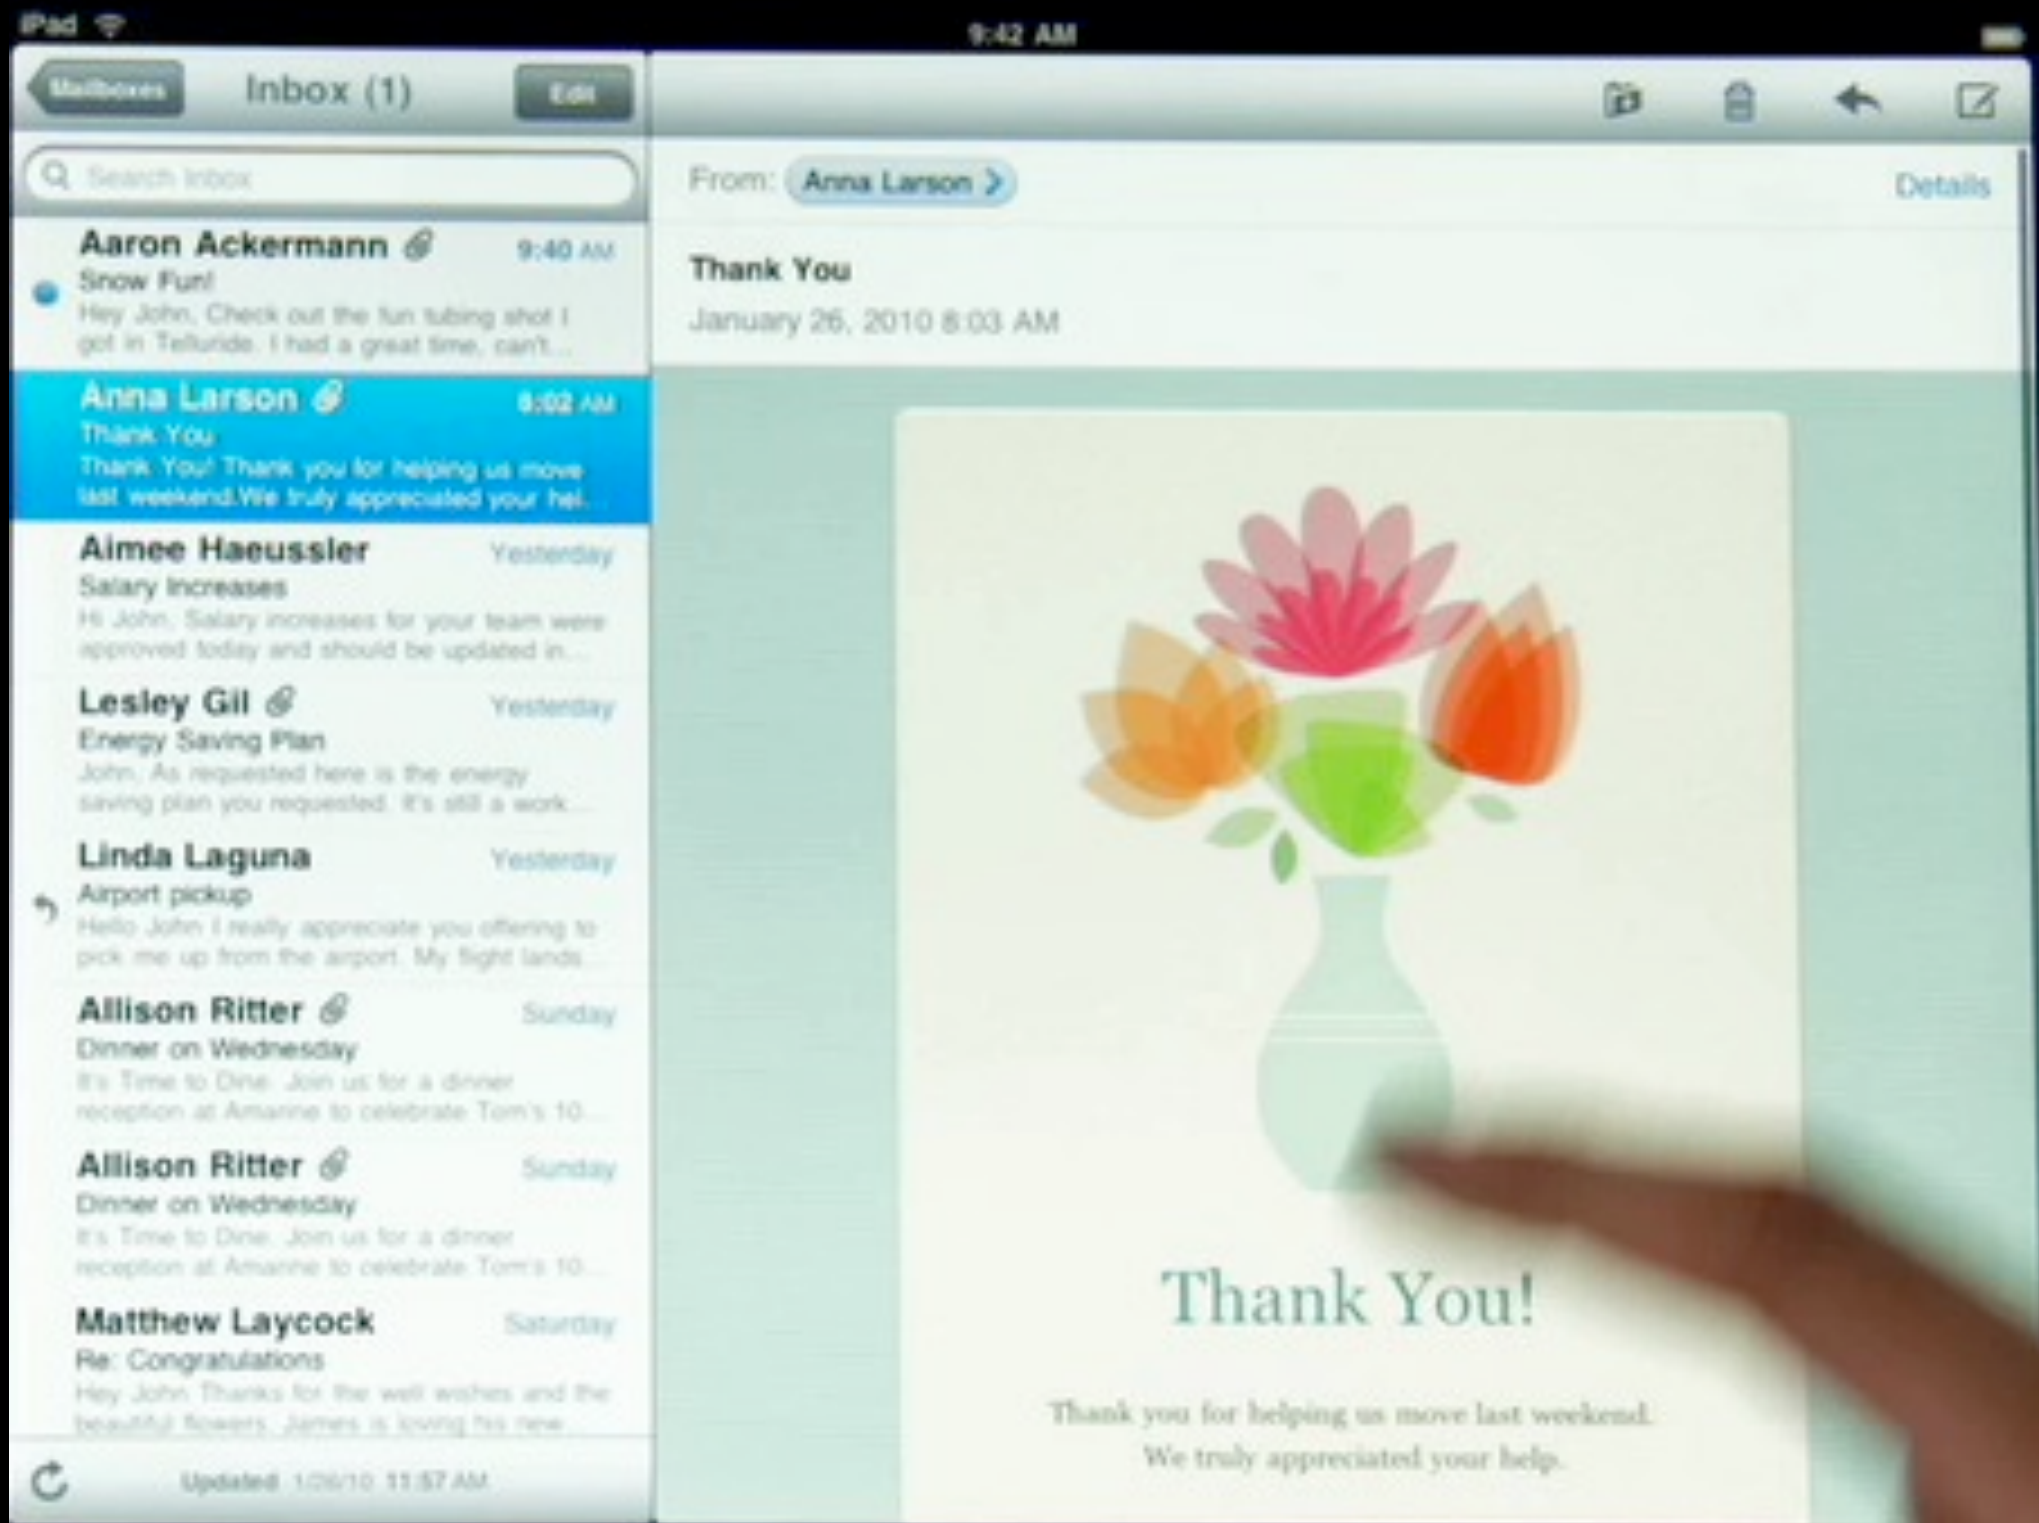 iPad
9:42 AM
Mailboxes
Inbox (1)
Edit
Search Inbox
Aaron Ackermann
9:40 AM
Snow Fun!
Hey John, Check out the fun tubing shot I
got in Telluride. I had a great time, can't...
Anna Larson
8:02 AM
Thank You
Thank You! Thank you for helping us move
last weekend.We truly appreciated your hel...
Aimee Haeussler
Yesterday
Salary Increases
Hi John, Salary increases for your team were
approved today and should be updated in...
Lesley Gil
Yesterday
Energy Saving Plan
John, As requested here is the energy
saving plan you requested. It's still a work...
Linda Laguna
Yesterday
Airport pickup
Hello John I really appreciate you offering to
pick me up from the airport. My flight lands...
Allison Ritter
Sunday
Dinner on Wednesday
It's Time to Dine. Join us for a dinner
reception at Amanne to celebrate Tom's 10...
Allison Ritter
Sunday
Dinner on Wednesday
It's Time to Dine. Join us for a dinner
reception at Amanne to celebrate Tom's 10...
Matthew Laycock
Saturday
Re: Congratulations
Hey John Thanks for the well wishes and the
beautiful flowers. James is loving his new
Updated 1/26/10 11:57 AM
From: Anna Larson
Details
Thank You
January 26, 2010 8:03 AM
Thank You!
Thank you for helping us move last weekend.
We truly appreciated your help.